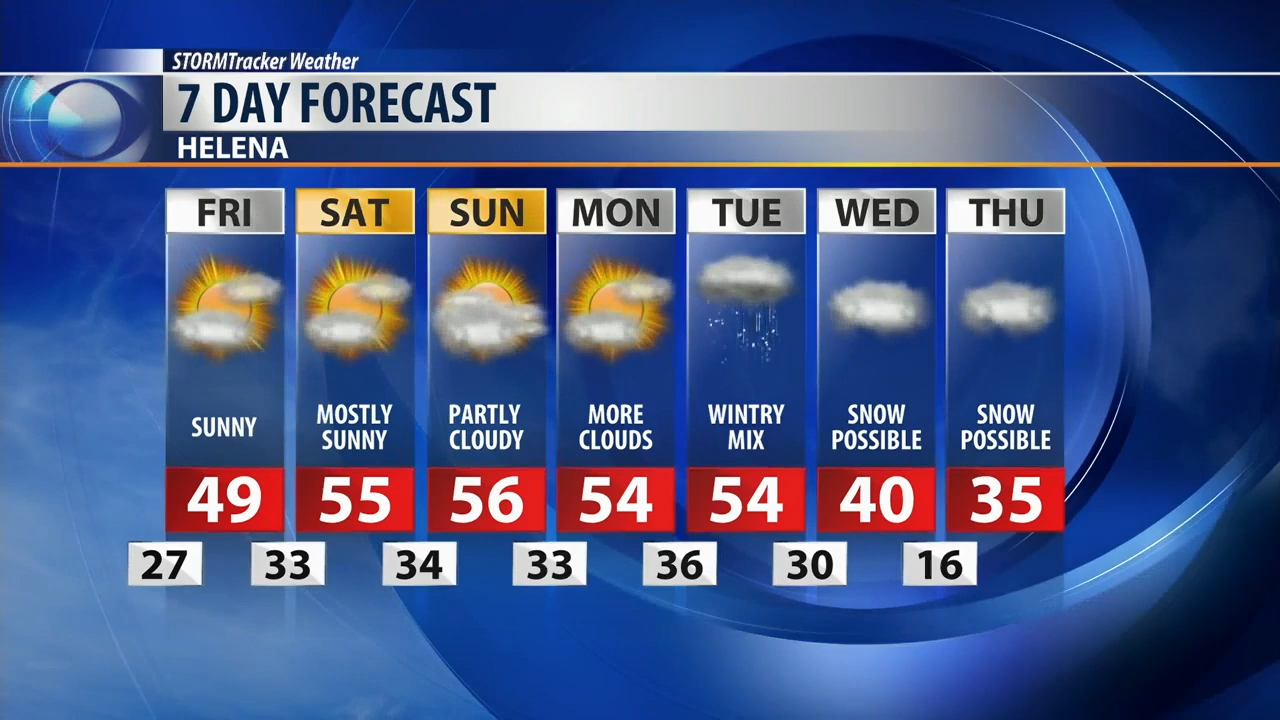 STORMTracker Weather
7 DAY FORECAST
HELENA
FRI SAT SUN MON TUE WED THU
SUNNY
MOSTLY
SUNNY
PARTLY
CLOUDY
MORE
CLOUDS
WINTRY
MIX
SNOW
POSSIBLE
SNOW
POSSIBLE
49 55 56 54 54 40 35
27 33 34 33 36 30 16